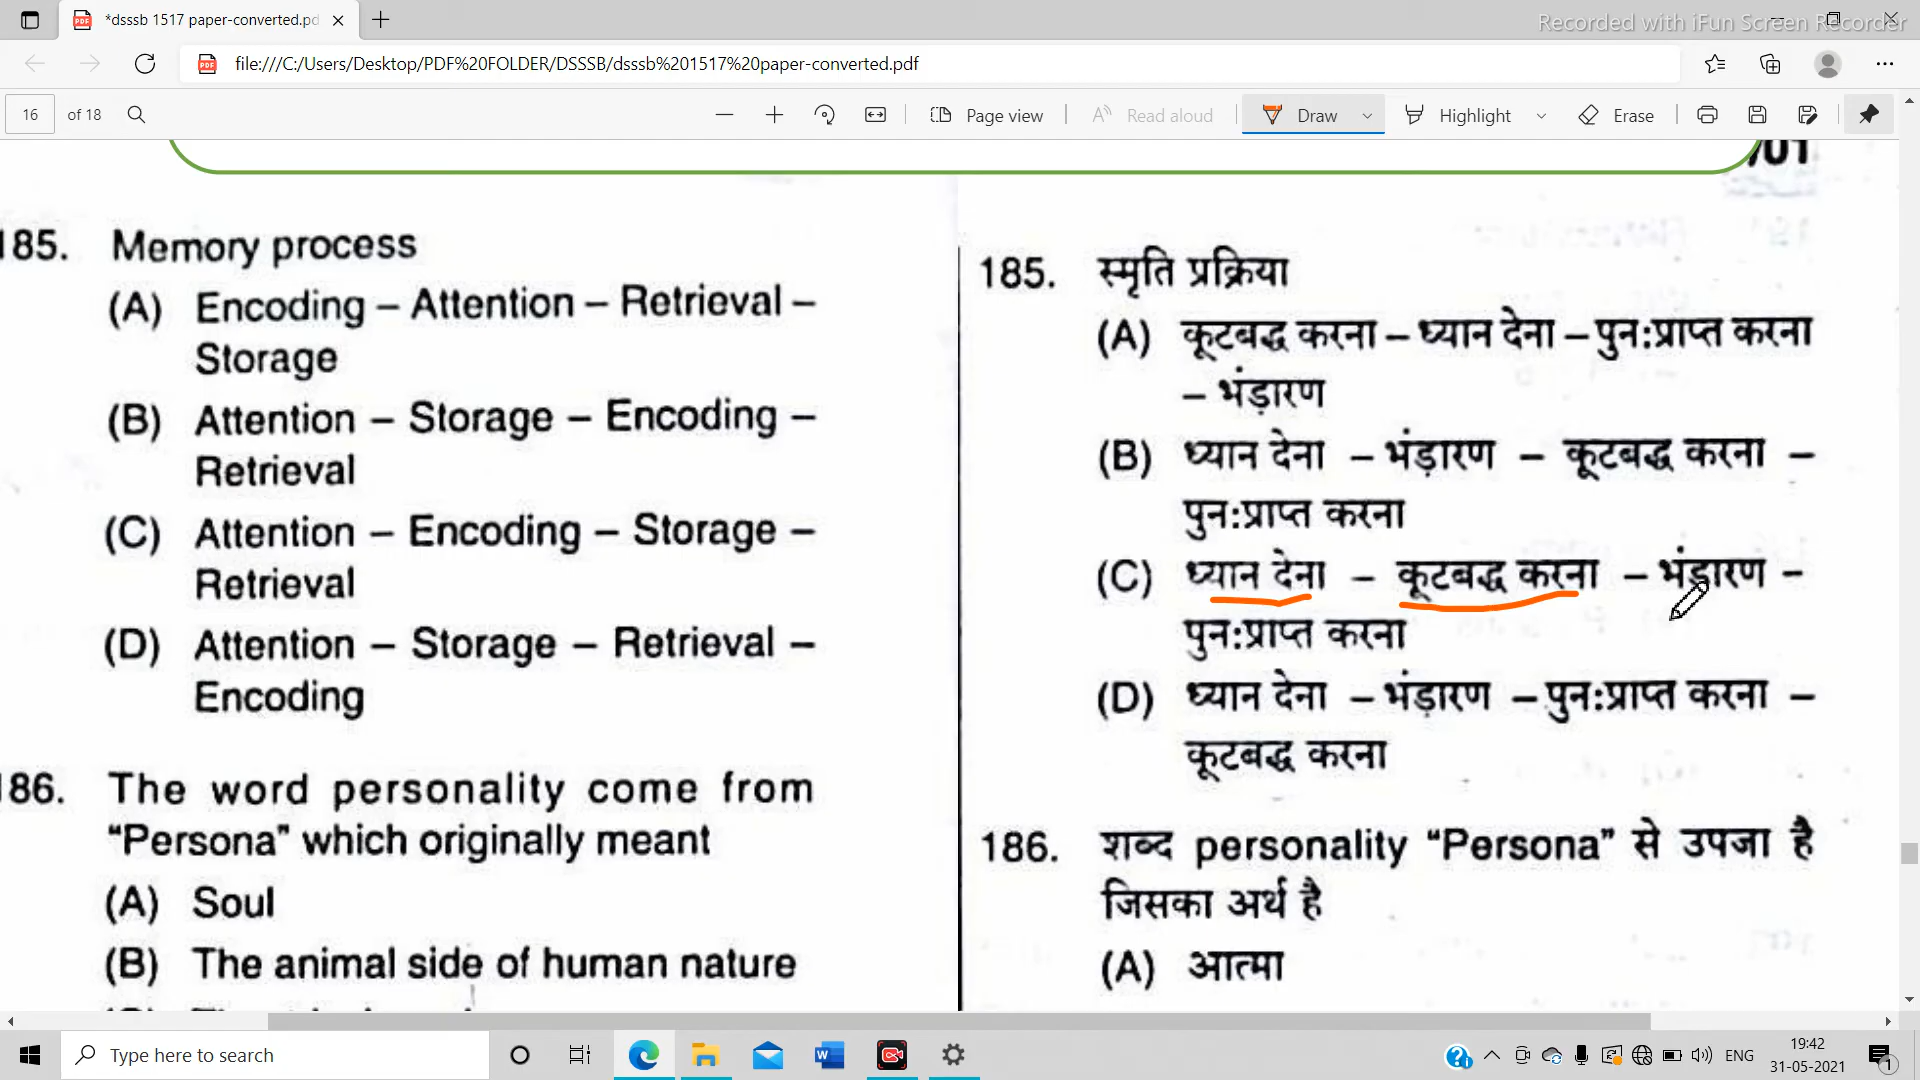 *dsssb 1517 paper-converted.pd
Recorded with iFun Screen Recorder
file:///C:/Users/Desktop/PDF%20FOLDER/DSSSB/dsssb%201517%20paper-converted.pdf
16 of 18
Page view
Read aloud
Draw
Highlight
Erase
/01
185. Memory process
(A) Encoding – Attention – Retrieval –
Storage
(B) Attention – Storage – Encoding –
Retrieval
(C) Attention – Encoding – Storage –
Retrieval
(D) Attention – Storage – Retrieval –
Encoding
186. The word personality come from
“Persona” which originally meant
(A) Soul
(B) The animal side of human nature
185. स्मृति प्रक्रिया
(A) कूटबद्ध करना – ध्यान देना – पुन:प्राप्त करना
– भंड़ारण
(B) ध्यान देना – भंड़ारण – कूटबद्ध करना –
पुन:प्राप्त करना
(C) ध्यान देना – कूटबद्ध करना – भंड़ारण –
पुन:प्राप्त करना
(D) ध्यान देना – भंड़ारण – पुन:प्राप्त करना –
कूटबद्ध करना
186. शब्द personality “Persona” से उपजा है
जिसका अर्थ है
(A) आत्मा
Type here to search
ENG
19:42
31-05-2021
1